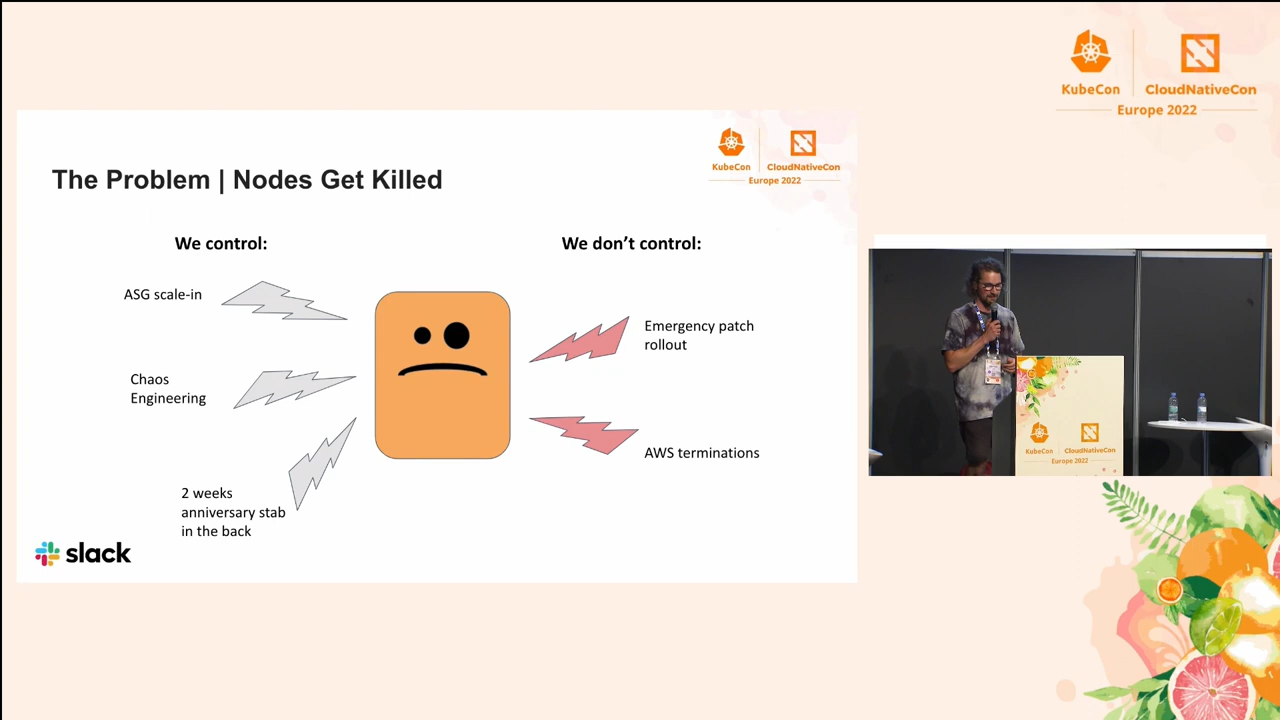 KubeCon
CloudNativeCon
Europe 2022
KubeCon
CloudNativeCon
Europe 2022
The Problem | Nodes Get Killed
We control:
We don’t control:
ASG scale-in
Chaos
Engineering
2 weeks
anniversary stab
in the back
Emergency patch
rollout
AWS terminations
slack
KubeCon
CloudNativeCon
Europe 2022